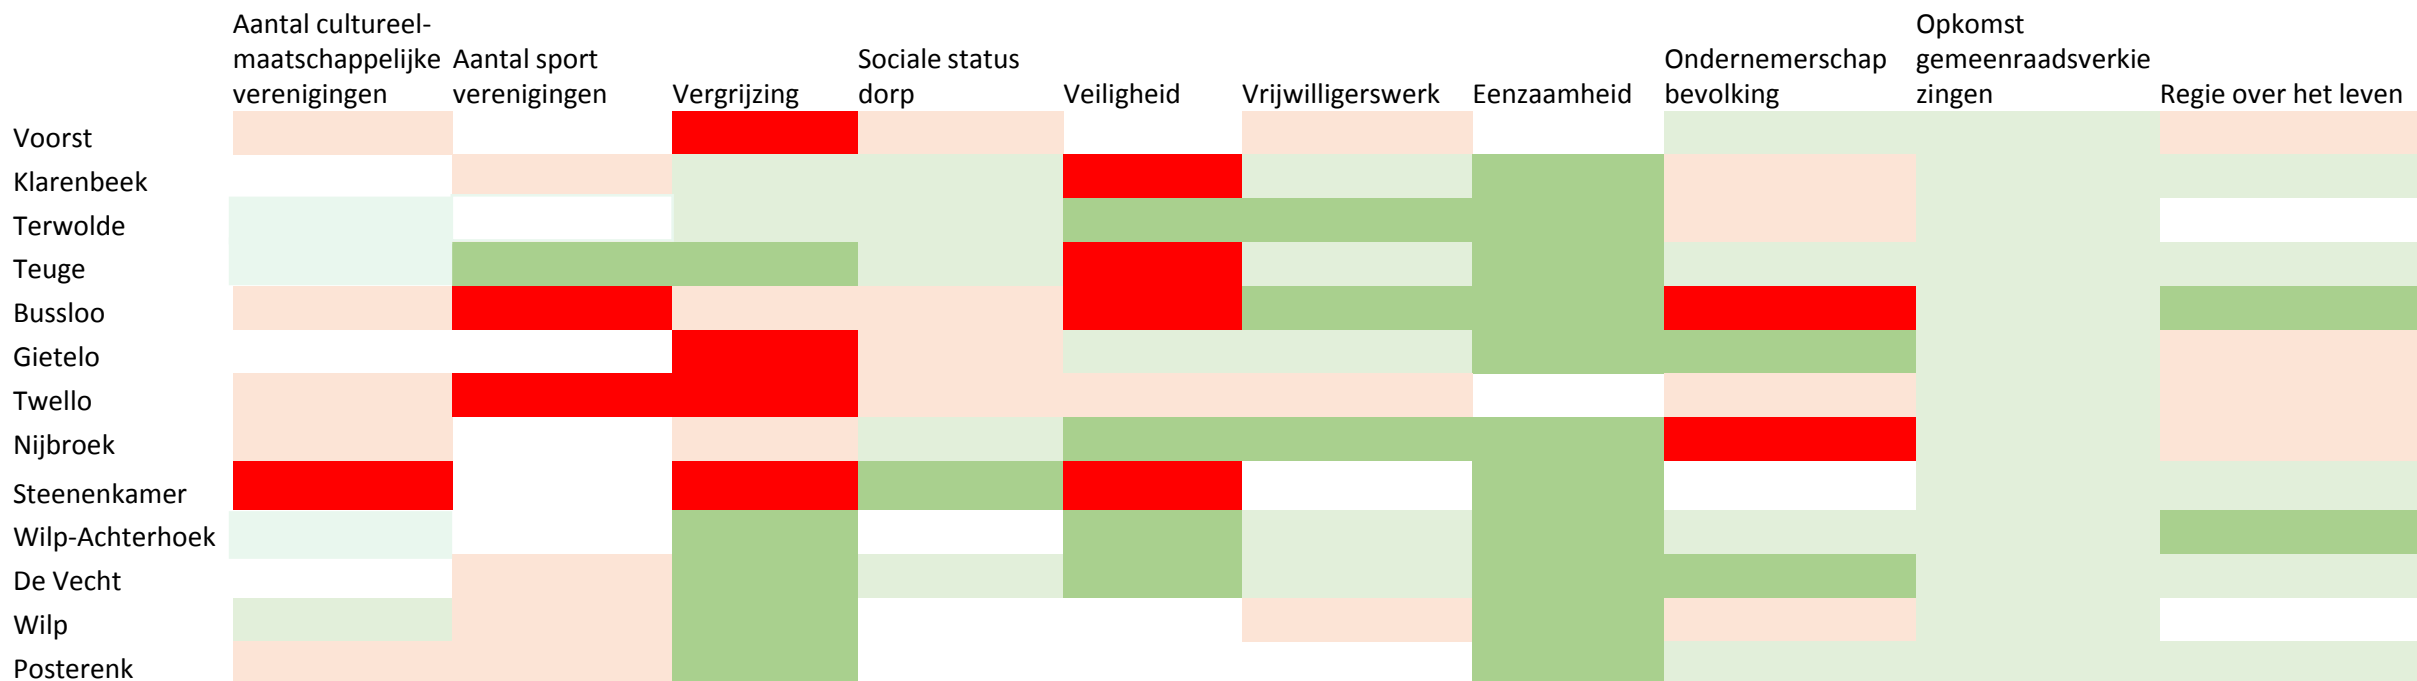 Aantal cultureel-
maatschappelijke
verenigingen
Aantal sport
verenigingen
Vergrijzing
Sociale status
dorp
Veiligheid
Vrijwilligerswerk
Eenzaamheid
Ondernemerschap
bevolking
Opkomst
gemeenraadsverkie
zingen
Regie over het leven
Voorst
Klarenbeek
Terwolde
Teuge
Bussloo
Gietelo
Twello
Nijbroek
Steenenkamer
Wilp-Achterhoek
De Vecht
Wilp
Posterenk